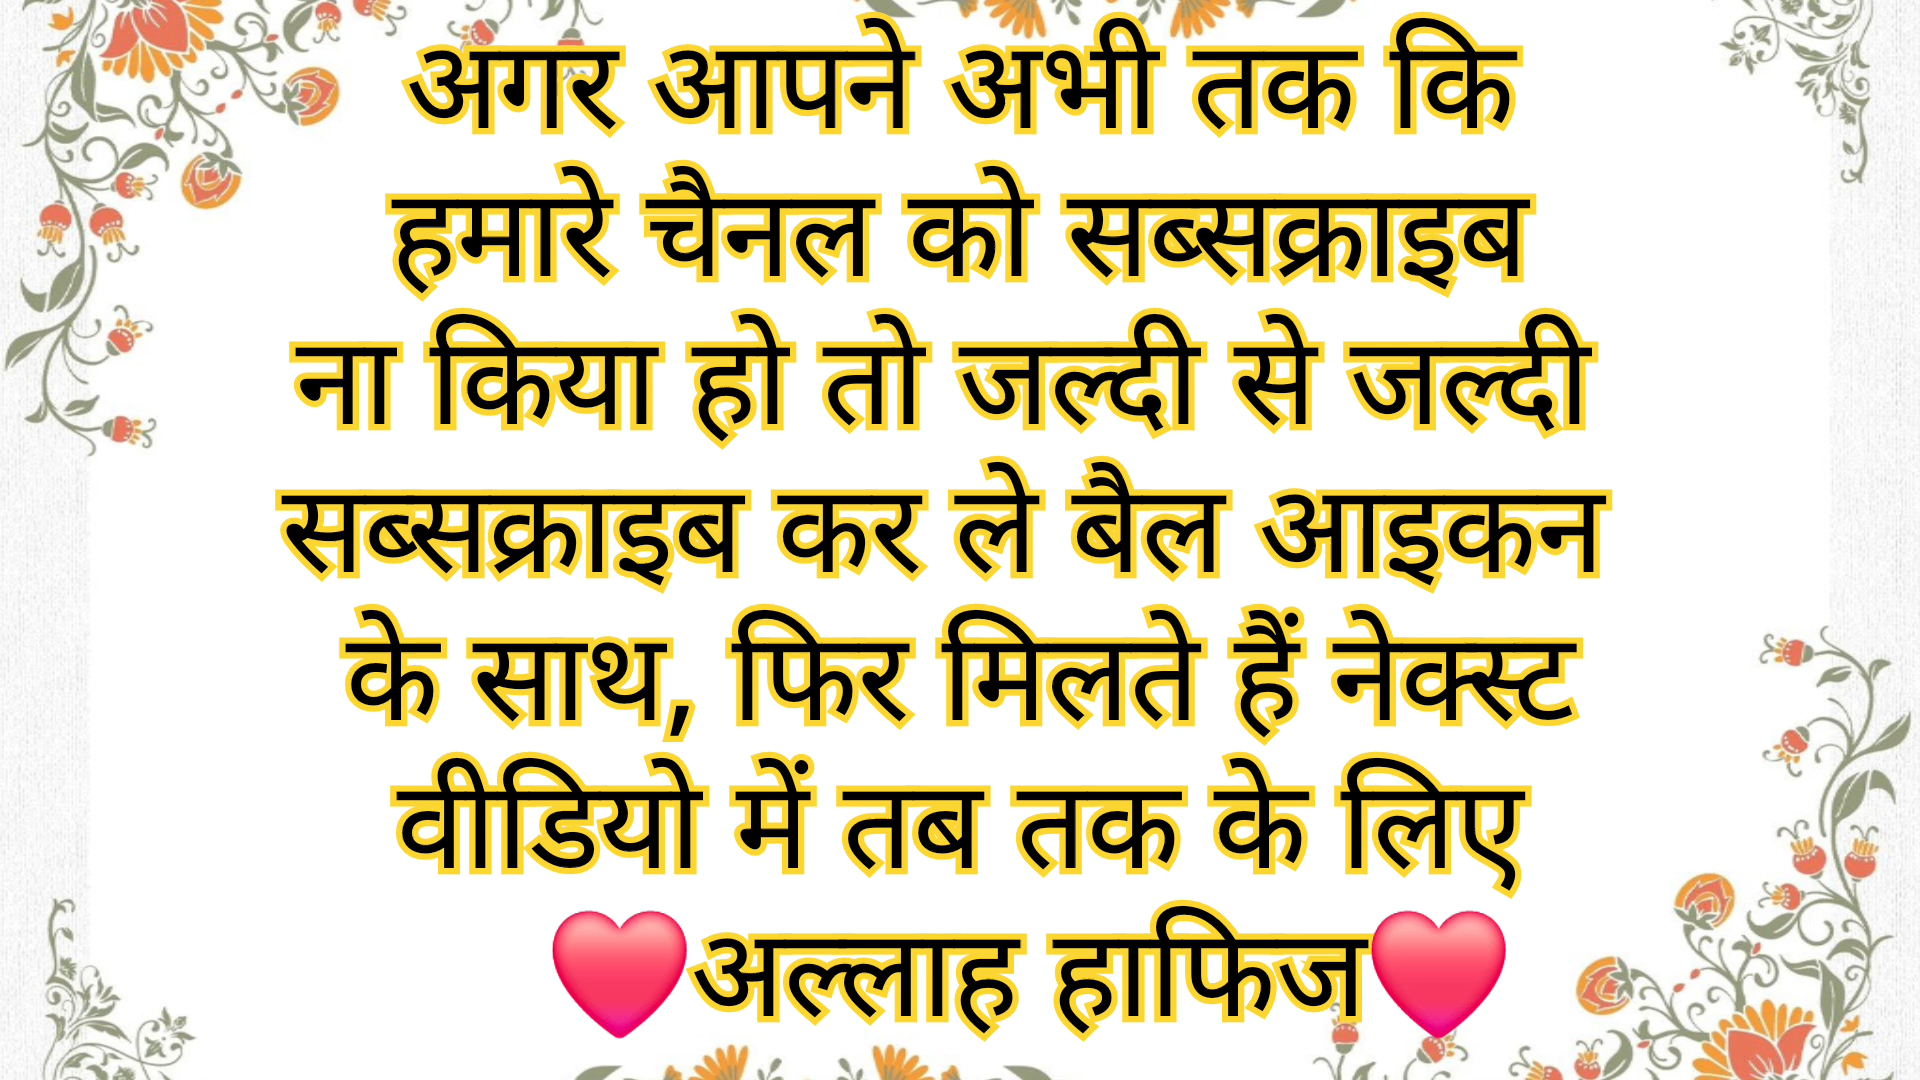 अगर आपने अभी तक कि
हमारे चैनल को सब्सक्राइब
ना किया हो तो जल्दी से जल्दी
सब्सक्राइब कर ले बैल आइकन
के साथ, फिर मिलते हैं नेक्स्ट
वीडियो में तब तक के लिए
❤️अल्लाह हाफिज❤️